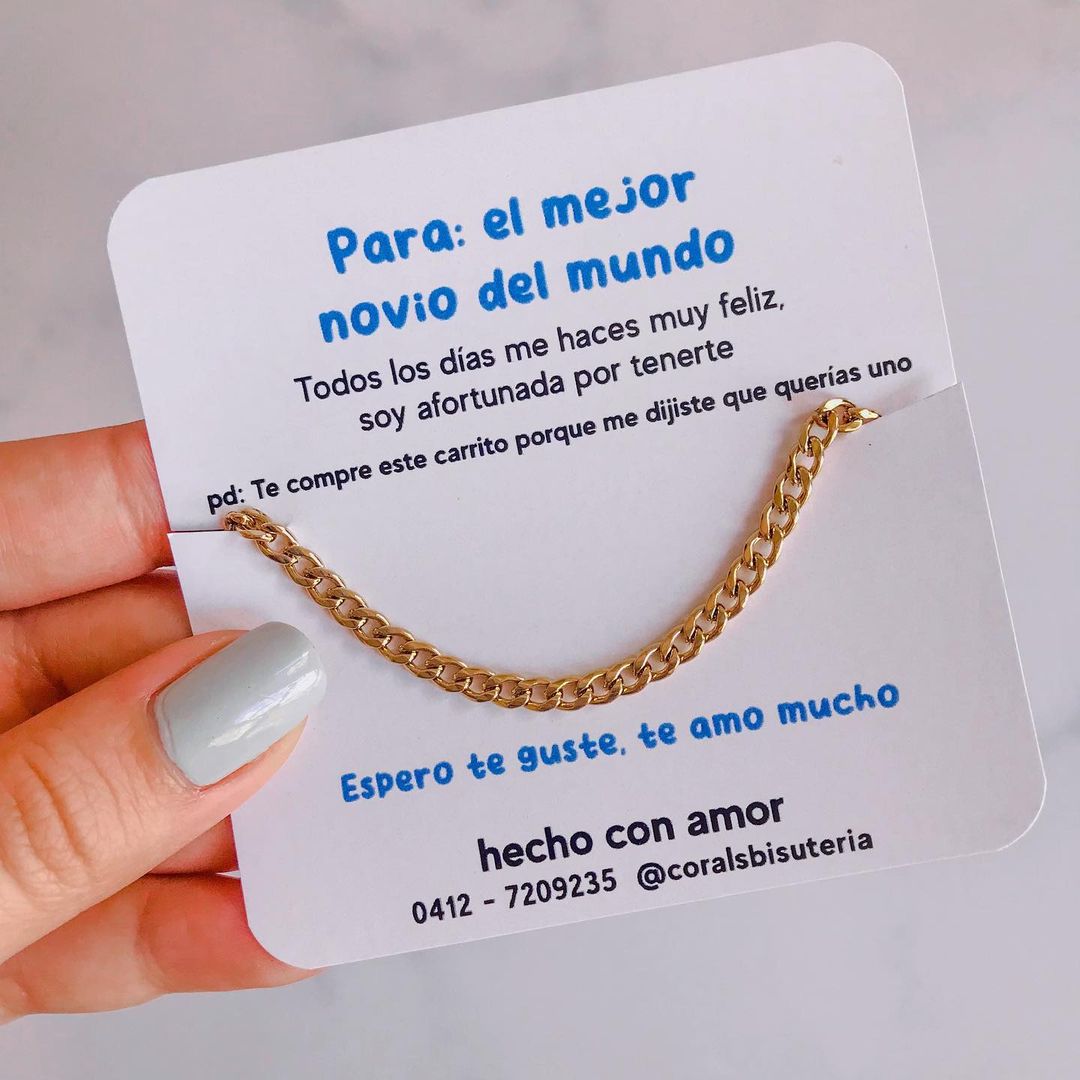 Para: el mejor
novio del mundo
Todos los días me haces muy feliz,
soy afortunada por tenerte
pd: Te compre este carrito porque me dijiste que querías uno
Espero te guste, te amo mucho
hecho con amor
0412 - 7209235 @coralsbisuteria